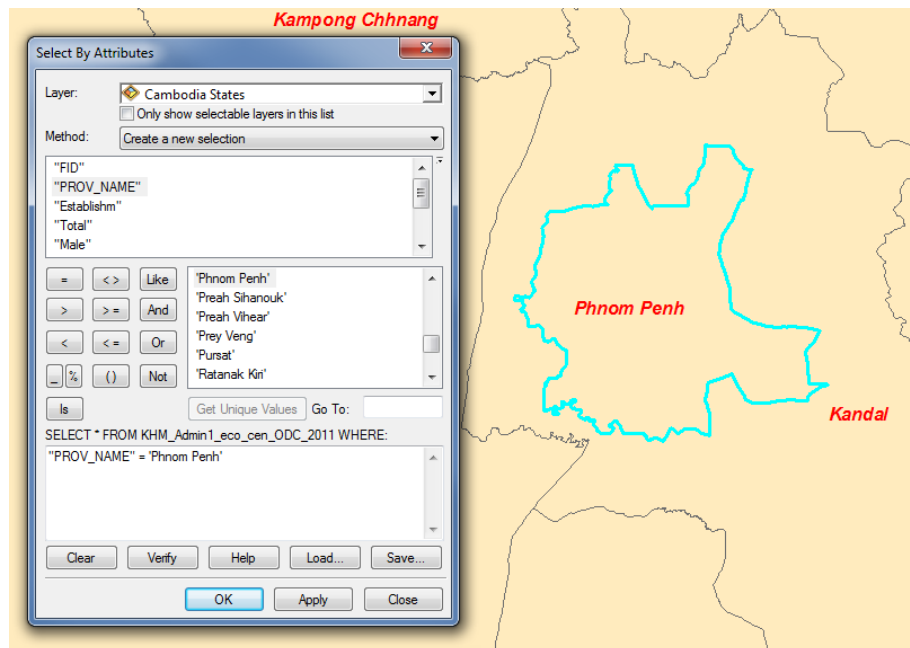 Kampong Chhnang
Select By Attributes
Layer: Cambodia States
Only show selectable layers in this list
Method: Create a new selection
"FID"
"PROV_NAME"
"Establishm"
"Total"
"Male"
= < > Like
> > = And
< < = Or
_ % () Not
Is
'Phnom Penh'
'Preah Sihanouk'
'Preah Vihear'
'Prey Veng'
'Pursat'
'Ratanak Kiri'
Get Unique Values Go To:
SELECT * FROM KHM_Admin1_eco_cen_ODC_2011 WHERE:
"PROV_NAME" = 'Phnom Penh'
Clear Verify Help Load... Save...
OK Apply Close
Phnom Penh
Kandal